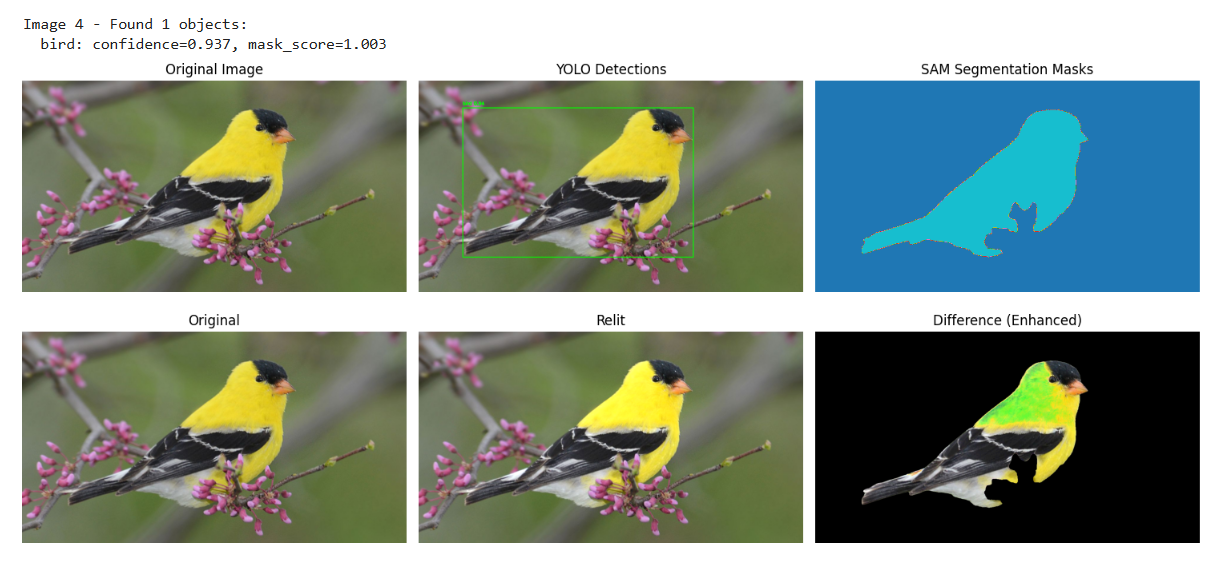 Image 4 - Found 1 objects:
bird: confidence=0.937, mask_score=1.003
Original Image
YOLO Detections
SAM Segmentation Masks
Original
Relit
Difference (Enhanced)